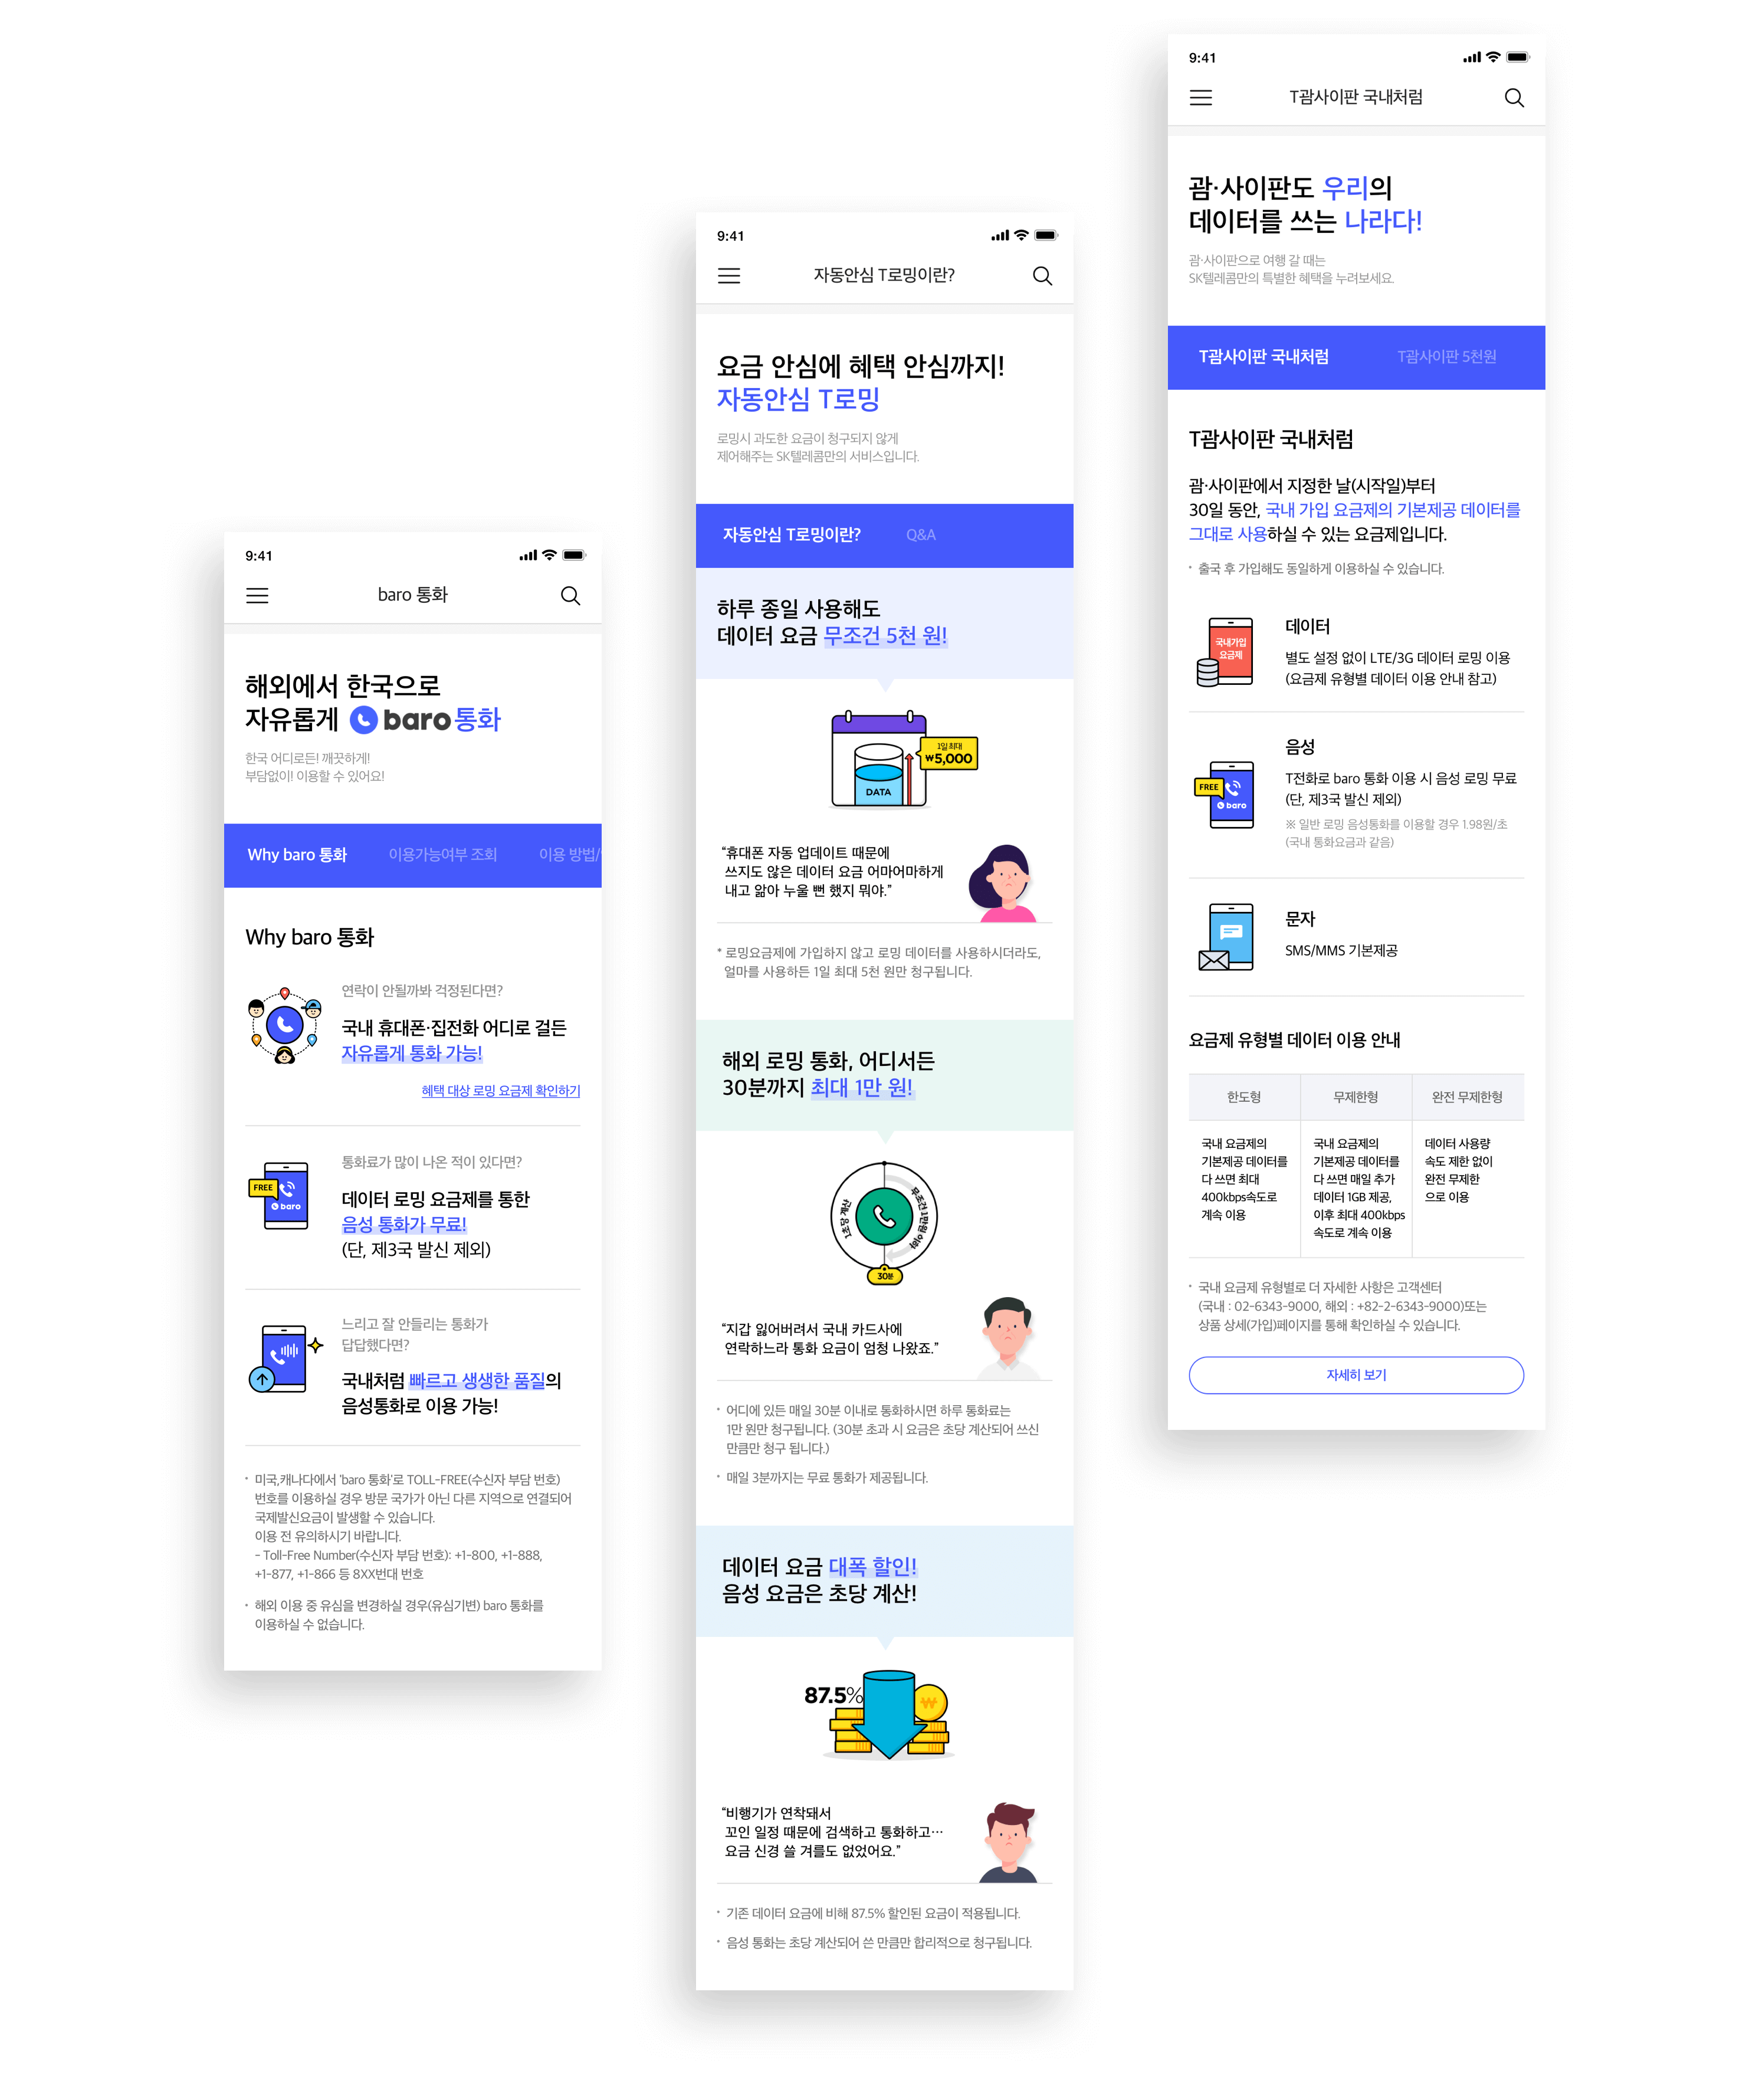 9:41
baro 통화
해외에서 한국으로
자유롭게 baro 통화
한국 어디로든! 깨끗하게!
부담없이! 이용할 수 있어요!
Why baro 통화 이용가능여부 조회 이용 방법/
Why baro 통화
연락이 안될까봐 걱정된다면?
국내 휴대폰·집전화 어디로 걸든
자유롭게 통화 가능!
혜택 대상 로밍 요금제 확인하기
FREE
baro
통화료가 많이 나온 적이 있다면?
데이터 로밍 요금제를 통한
음성 통화가 무료!
(단, 제3국 발신 제외)
느리고 잘 안들리는 통화가
답답했다면?
국내처럼 빠르고 생생한 품질의
음성통화로 이용 가능!
· 미국,캐나다에서 'baro 통화'로 TOLL-FREE(수신자 부담 번호)
번호를 이용하실 경우 방문 국가가 아닌 다른 지역으로 연결되어
국제발신요금이 발생할 수 있습니다.
이용 전 유의하시기 바랍니다.
- Toll-Free Number(수신자 부담 번호): +1-800, +1-888,
+1-877, +1-866 등 8XX번대 번호
· 해외 이용 중 유심을 변경하실 경우(유심기변) baro 통화를
이용하실 수 없습니다.
9:41
자동안심 T로밍이란?
요금 안심에 혜택 안심까지!
자동안심 T로밍
로밍시 과도한 요금이 청구되지 않게
제어해주는 SK텔레콤만의 서비스입니다.
자동안심 T로밍이란? Q&A
하루 종일 사용해도
데이터 요금 무조건 5천 원!
1일 최대
₩5,000
DATA
“휴대폰 자동 업데이트 때문에
쓰지도 않은 데이터 요금 어마어마하게
내고 앓아 누울 뻔 했지 뭐야.”
* 로밍요금제에 가입하지 않고 로밍 데이터를 사용하시더라도,
얼마를 사용하든 1일 최대 5천 원만 청구됩니다.
해외 로밍 통화, 어디서든
30분까지 최대 1만 원!
1초당 계산
무조건 1만원 이하!
30분
“지갑 잃어버려서 국내 카드사에
연락하느라 통화 요금이 엄청 나왔죠.”
· 어디에 있든 매일 30분 이내로 통화하시면 하루 통화료는
1만 원만 청구됩니다. (30분 초과 시 요금은 초당 계산되어 쓰신
만큼만 청구 됩니다.)
· 매일 3분까지는 무료 통화가 제공됩니다.
데이터 요금 대폭 할인!
음성 요금은 초당 계산!
87.5%
“비행기가 연착돼서
꼬인 일정 때문에 검색하고 통화하고…
요금 신경 쓸 겨를도 없었어요.”
· 기존 데이터 요금에 비해 87.5% 할인된 요금이 적용됩니다.
· 음성 통화는 초당 계산되어 쓴 만큼만 합리적으로 청구됩니다.
9:41
T괌사이판 국내처럼
괌·사이판도 우리의
데이터를 쓰는 나라다!
괌·사이판으로 여행 갈 때는
SK텔레콤만의 특별한 혜택을 누려보세요.
T괌사이판 국내처럼 T괌사이판 5천원
T괌사이판 국내처럼
괌·사이판에서 지정한 날(시작일)부터
30일 동안, 국내 가입 요금제의 기본제공 데이터를
그대로 사용하실 수 있는 요금제입니다.
· 출국 후 가입해도 동일하게 이용하실 수 있습니다.
국내가입
요금제
데이터
별도 설정 없이 LTE/3G 데이터 로밍 이용
(요금제 유형별 데이터 이용 안내 참고)
FREE
baro
음성
T전화로 baro 통화 이용 시 음성 로밍 무료
(단, 제3국 발신 제외)
※ 일반 로밍 음성통화를 이용할 경우 1.98원/초
(국내 통화요금과 같음)
문자
SMS/MMS 기본제공
요금제 유형별 데이터 이용 안내
한도형 무제한형 완전 무제한형
국내 요금제의
기본제공 데이터를
다 쓰면 최대
400kbps속도로
계속 이용
국내 요금제의
기본제공 데이터를
다 쓰면 매일 추가
데이터 1GB 제공,
이후 최대 400kbps
속도로 계속 이용
데이터 사용량
속도 제한 없이
완전 무제한
으로 이용
· 국내 요금제 유형별로 더 자세한 사항은 고객센터
(국내 : 02-6343-9000, 해외 : +82-2-6343-9000)또는
상품 상세(가입)페이지를 통해 확인하실 수 있습니다.
자세히 보기